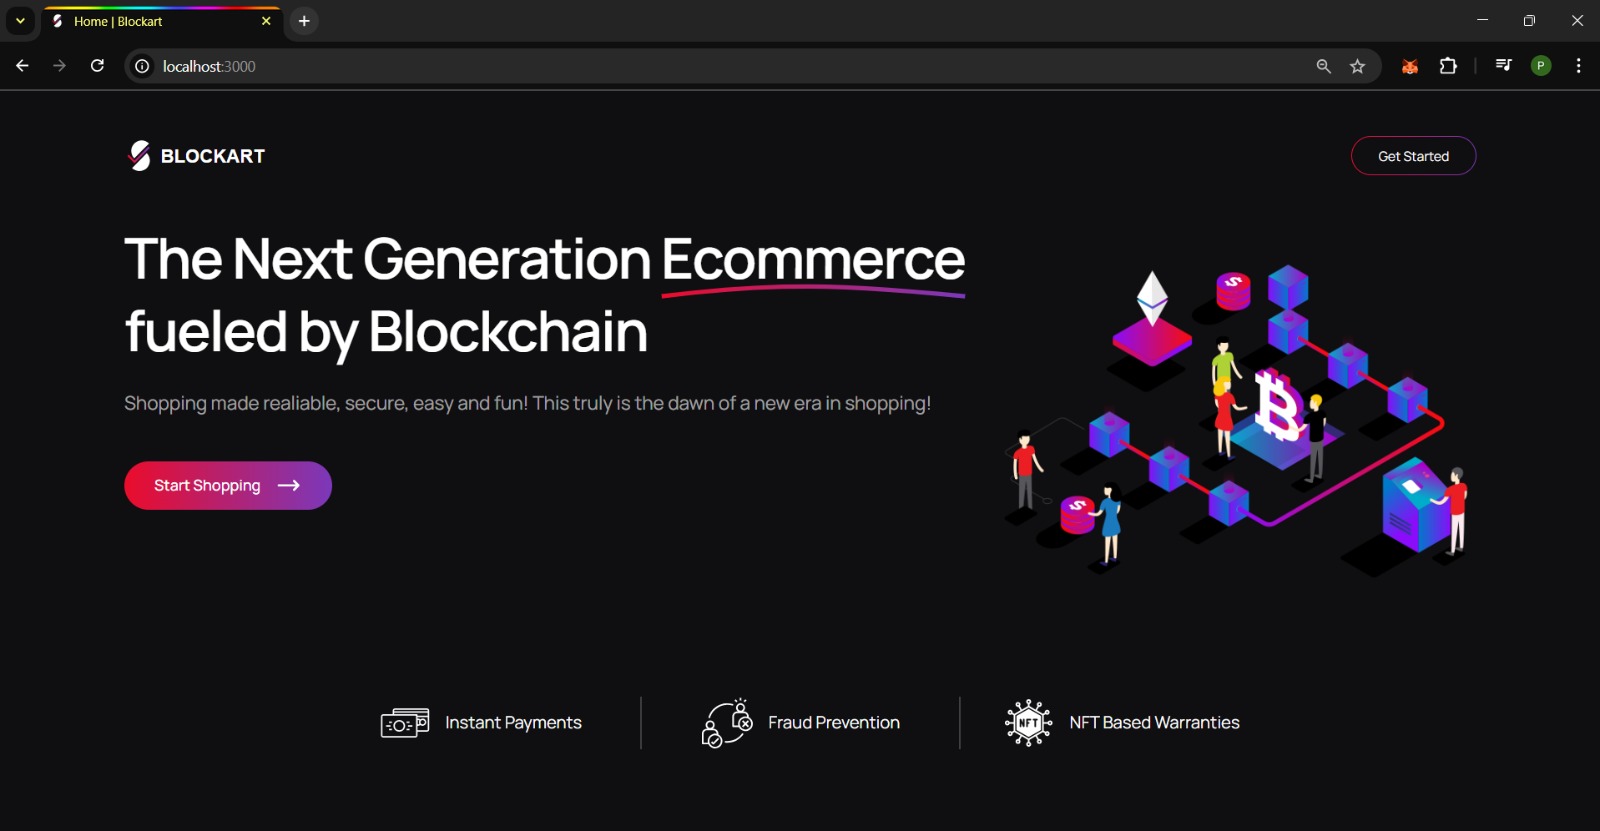 Home | Blockart
localhost:3000
P
BLOCKART
Get Started
The Next Generation Ecommerce
fueled by Blockchain
Shopping made realiable, secure, easy and fun! This truly is the dawn of a new era in shopping!
Start Shopping
Instant Payments
Fraud Prevention
NFT
NFT Based Warranties